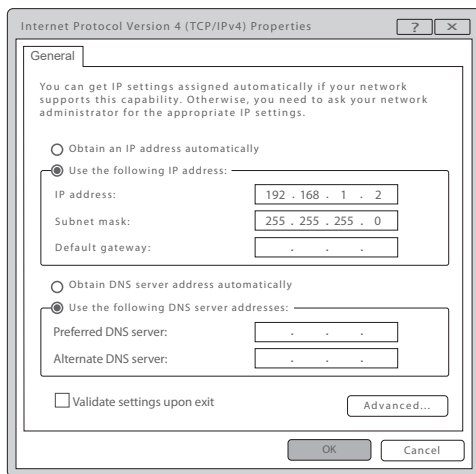 Internet Protocol Version 4 (TCP/IPv4) Properties ? ×
General
You can get IP settings assigned automatically if your network
supports this capability. Otherwise, you need to ask your network
administrator for the appropriate IP settings.
Obtain an IP address automatically
Use the following IP address:
IP address: 192 . 168 . 1 . 2
Subnet mask: 255 . 255 . 255 . 0
Default gateway: . . .
Obtain DNS server address automatically
Use the following DNS server addresses:
Preferred DNS server: . . .
Alternate DNS server: . . .
Validate settings upon exit
Advanced...
OK Cancel